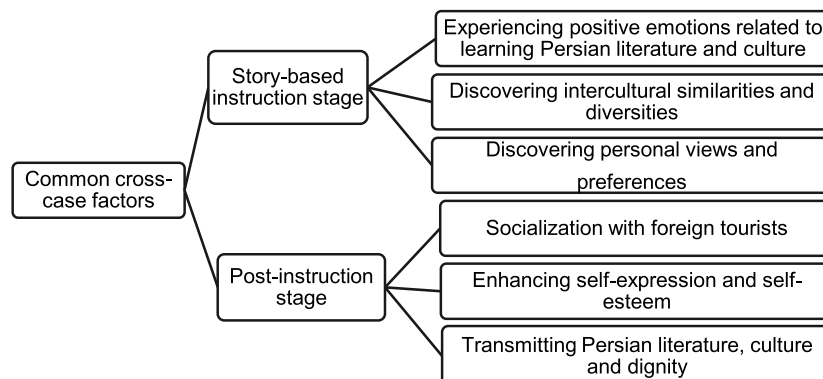 Common cross-
case factors
Story-based
instruction stage
Experiencing positive emotions related to
learning Persian literature and culture
Discovering intercultural similarities and
diversities
Discovering personal views and
preferences
Post-instruction
stage
Socialization with foreign tourists
Enhancing self-expression and self-
esteem
Transmitting Persian literature, culture
and dignity